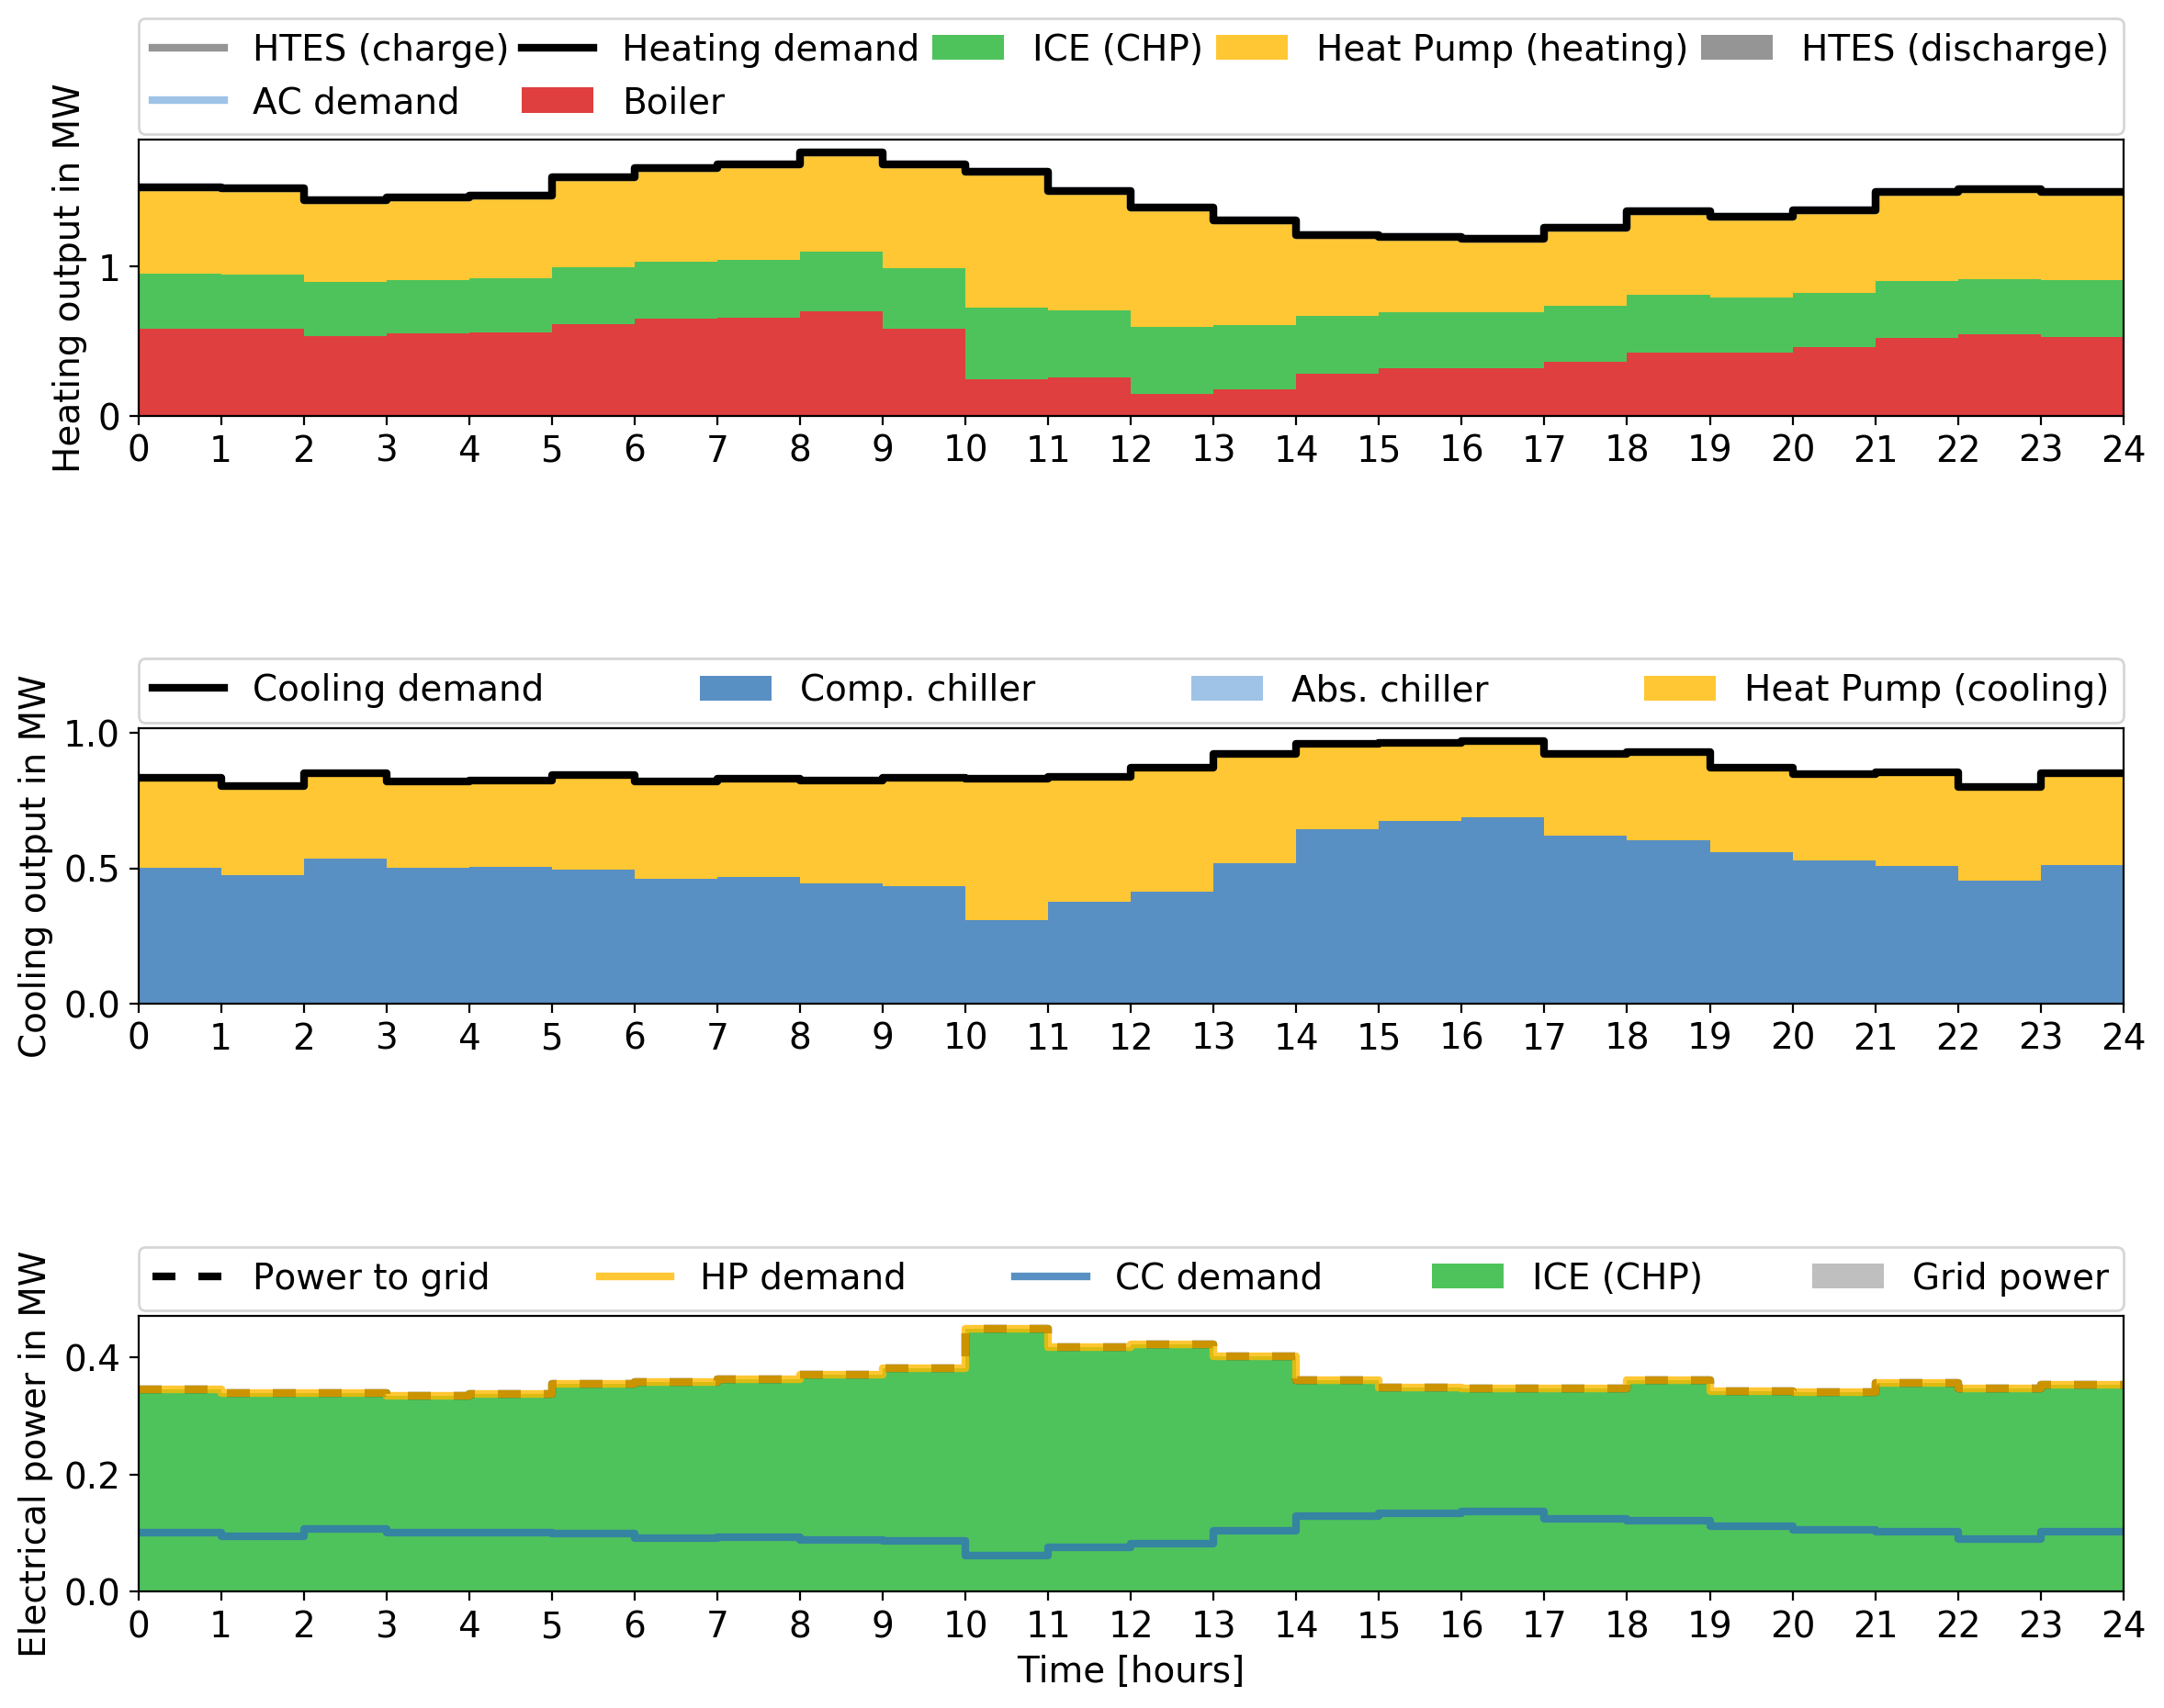 HTES (charge) Heating demand ICE (CHP) Heat Pump (heating) HTES (discharge)
AC demand Boiler
Heating output in MW
1
0
0 1 2 3 4 5 6 7 8 9 10 11 12 13 14 15 16 17 18 19 20 21 22 23 24
Cooling demand Comp. chiller Abs. chiller Heat Pump (cooling)
Cooling output in MW
1.0
0.5
0.0
0 1 2 3 4 5 6 7 8 9 10 11 12 13 14 15 16 17 18 19 20 21 22 23 24
Power to grid HP demand CC demand ICE (CHP) Grid power
Electrical power in MW
0.4
0.2
0.0
0 1 2 3 4 5 6 7 8 9 10 11 12 13 14 15 16 17 18 19 20 21 22 23 24
Time [hours]